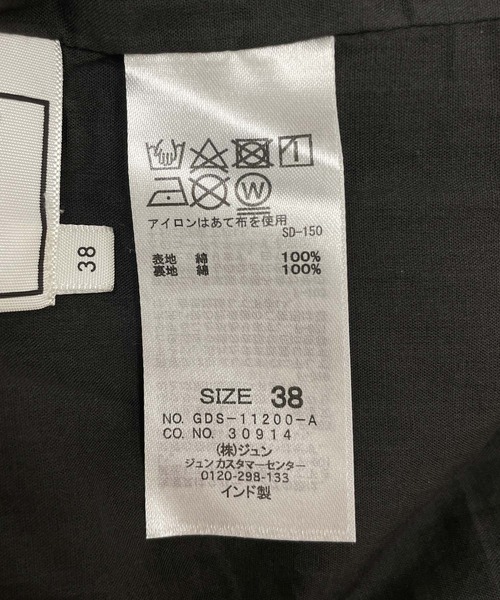 38
W
アイロンはあて布を使用
SD-150
表地 綿 100%
裏地 綿 100%
SIZE 38
NO. GDS-11200-A
CO. NO. 30914
(株)ジュン
ジュンカスタマーセンター
0120-298-133
インド製